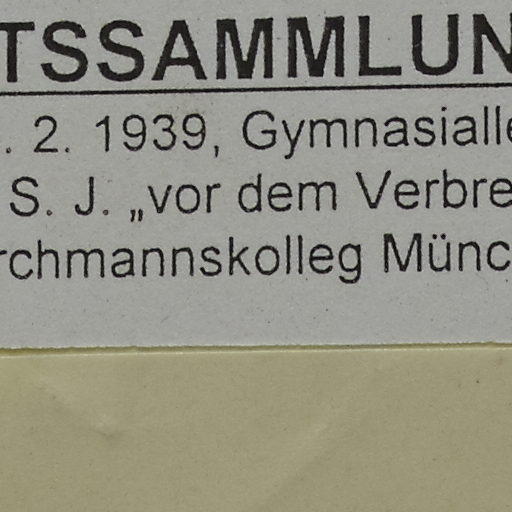 TSSAMMLUN
. 2. 1939, Gymnasialle
S. J. „vor dem Verbre
rchmannskolleg Münc